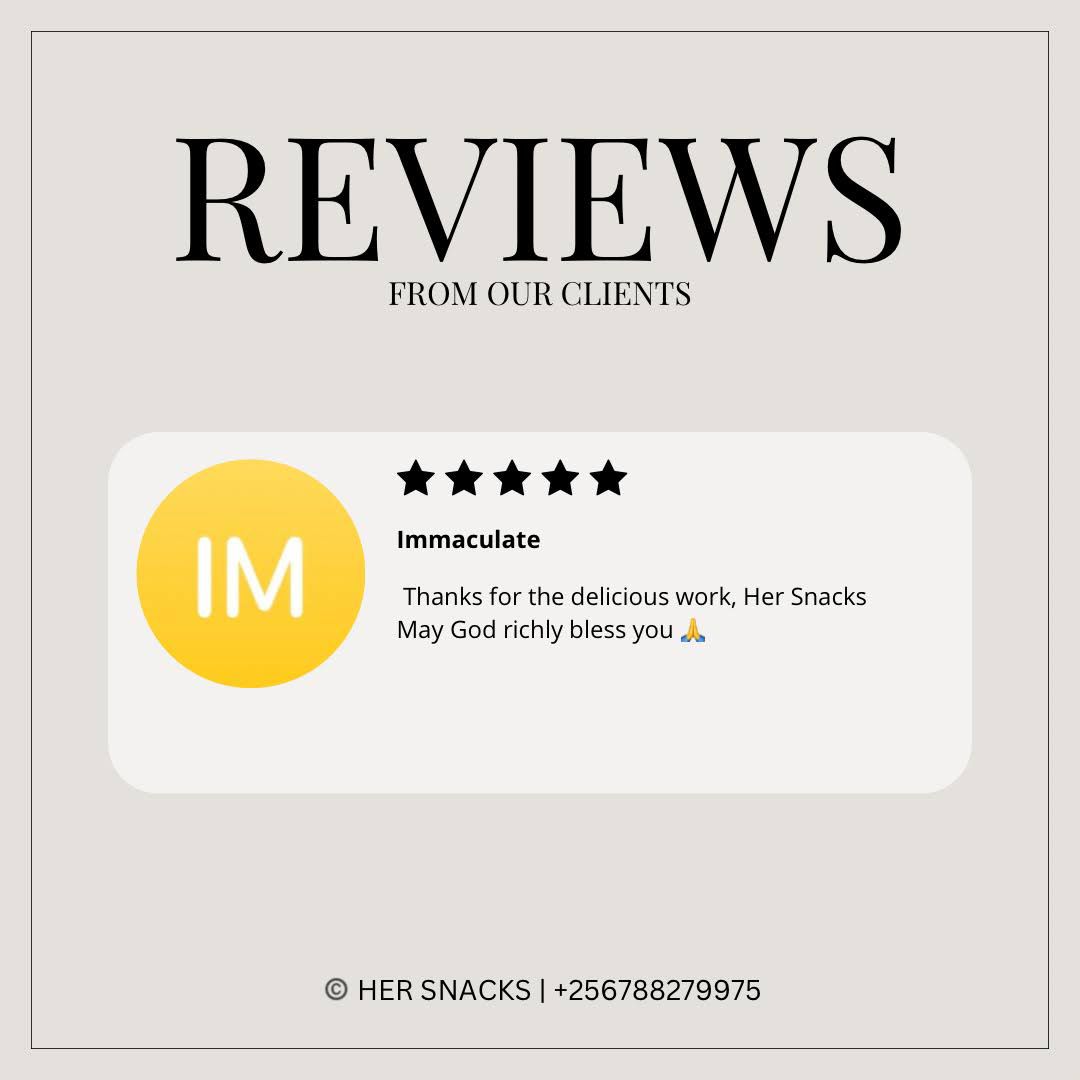 REVIEWS
FROM OUR CLIENTS
★★★★★
IM
Immaculate
Thanks for the delicious work, Her Snacks
May God richly bless you 🙏
© HER SNACKS | +256788279975